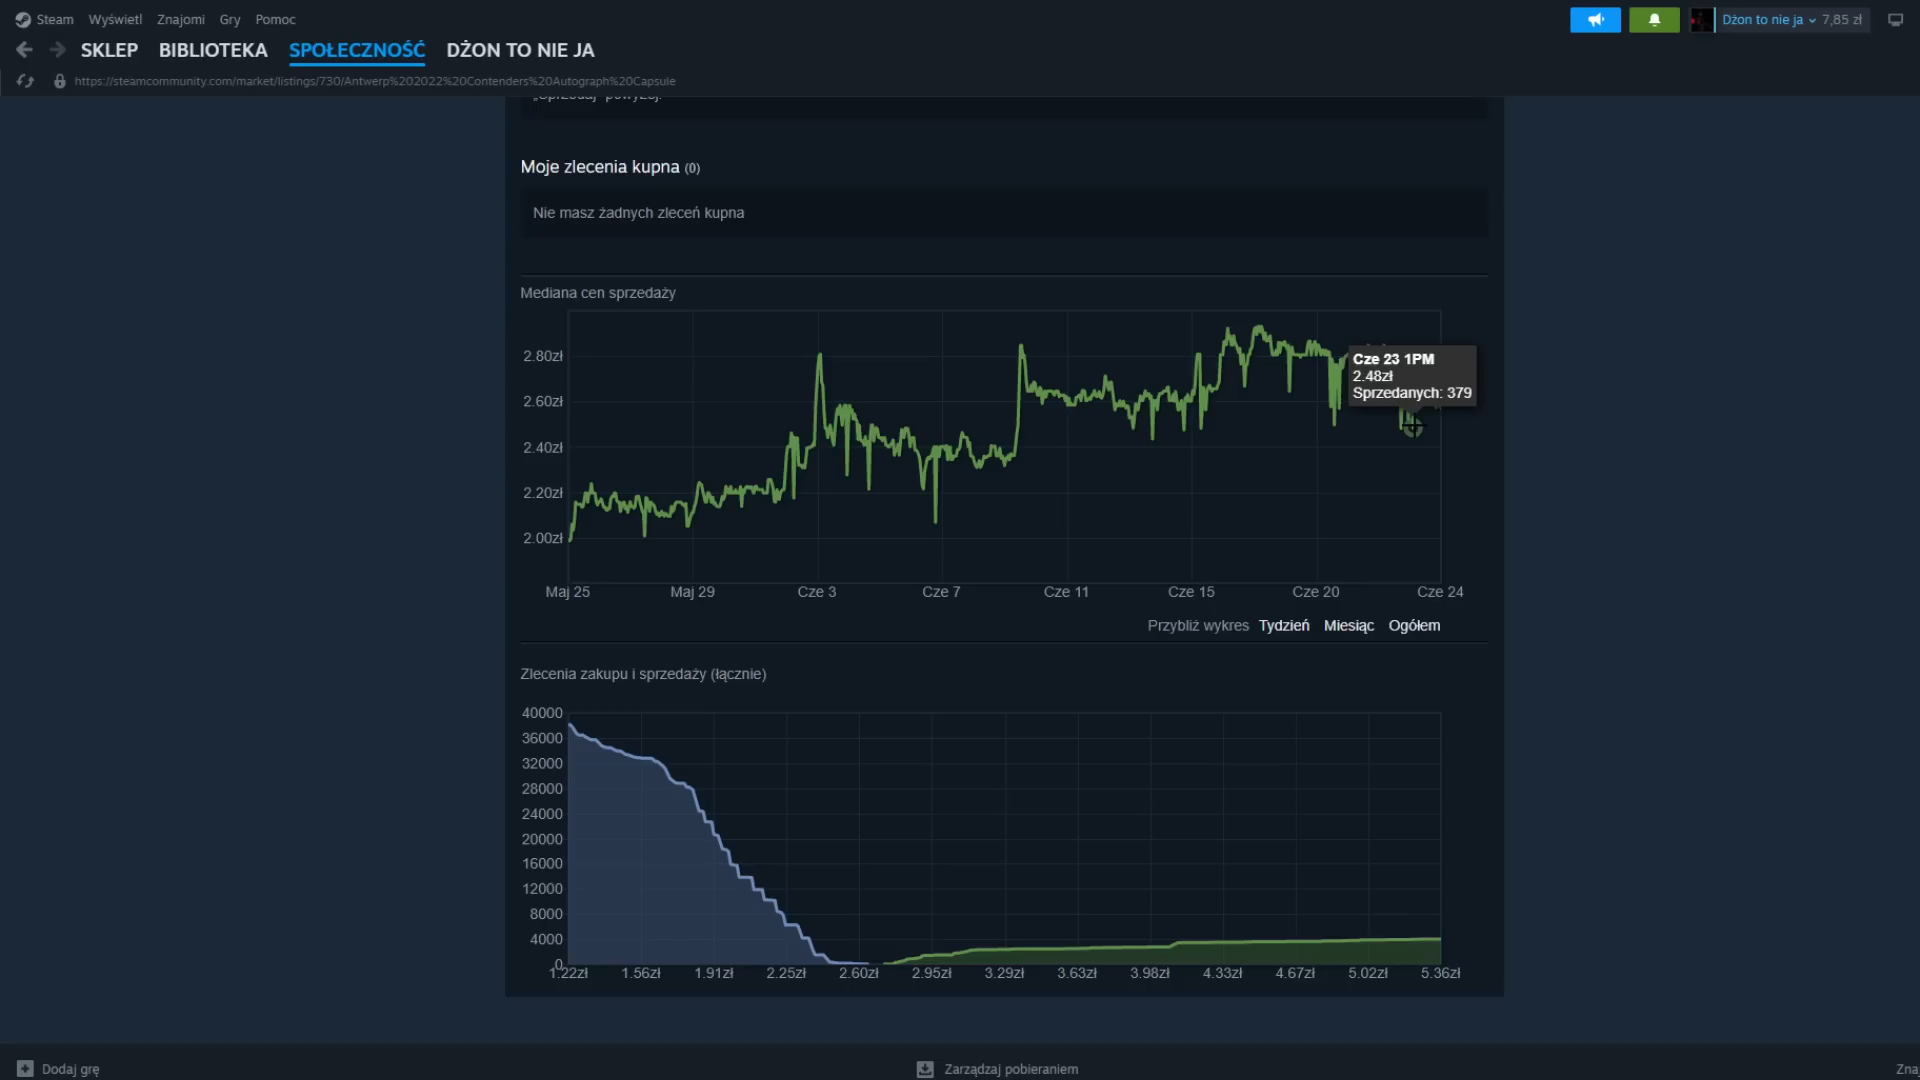 Steam Wyświetl Znajomi Gry Pomoc
Dżon to nie ja 7,85 zł
SKLEP BIBLIOTEKA SPOŁECZNOŚĆ DŻON TO NIE JA
https://steamcommunity.com/market/listings/730/Antwerp%202022%20Contenders%20Autograph%20Capsule
„Sprzedaj” powyżej.
Moje zlecenia kupna (0)
Nie masz żadnych zleceń kupna
Mediana cen sprzedaży
2.80zł
2.60zł
2.40zł
2.20zł
2.00zł
Cze 23 1PM
2.48zł
Sprzedanych: 379
Maj 25 Maj 29 Cze 3 Cze 7 Cze 11 Cze 15 Cze 20 Cze 24
Przybliż wykres Tydzień Miesiąc Ogółem
Zlecenia zakupu i sprzedaży (łącznie)
40000
36000
32000
28000
24000
20000
16000
12000
8000
4000
0
1.22zł 1.56zł 1.91zł 2.25zł 2.60zł 2.95zł 3.29zł 3.63zł 3.98zł 4.33zł 4.67zł 5.02zł 5.36zł
Dodaj grę Zarządzaj pobieraniem Zna